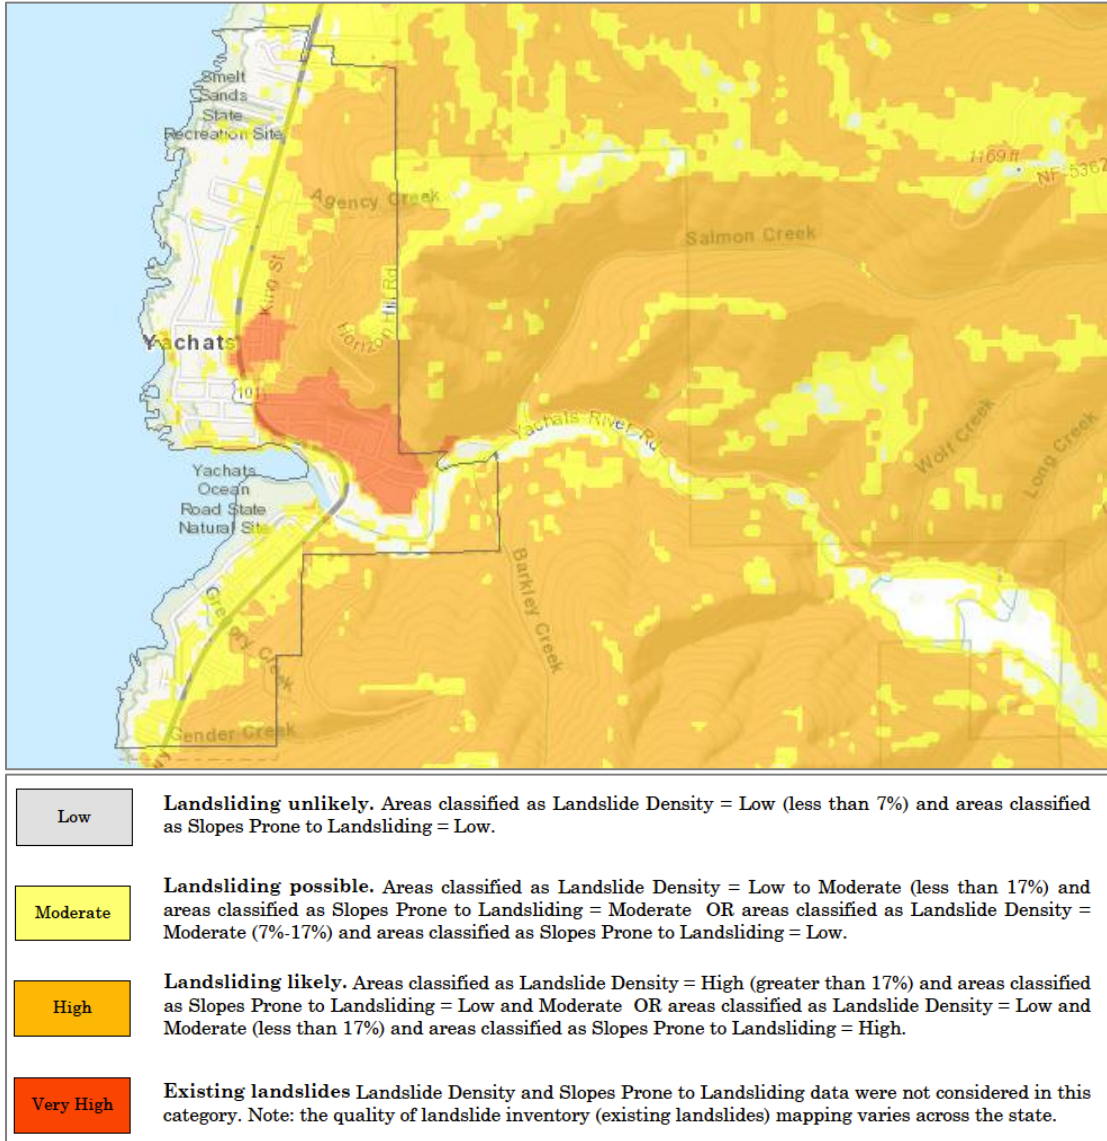 Smelt
Sands
State
Recreation Site
1169 ft
NF-5362
Agency Creek
Salmon Creek
King St
Horizon Hill Rd
Yachats
101
Yachats River Rd
Wolf Creek
Long Creek
Yachats
Ocean
Road State
Natural Site
Barkley Creek
Gregory Creek
Gender Creek
Low
Landsliding unlikely. Areas classified as Landslide Density = Low (less than 7%) and areas classified
as Slopes Prone to Landsliding = Low.
Moderate
Landsliding possible. Areas classified as Landslide Density = Low to Moderate (less than 17%) and
areas classified as Slopes Prone to Landsliding = Moderate OR areas classified as Landslide Density =
Moderate (7%-17%) and areas classified as Slopes Prone to Landsliding = Low.
High
Landsliding likely. Areas classified as Landslide Density = High (greater than 17%) and areas classified
as Slopes Prone to Landsliding = Low and Moderate OR areas classified as Landslide Density = Low and
Moderate (less than 17%) and areas classified as Slopes Prone to Landsliding = High.
Very High
Existing landslides Landslide Density and Slopes Prone to Landsliding data were not considered in this
category. Note: the quality of landslide inventory (existing landslides) mapping varies across the state.